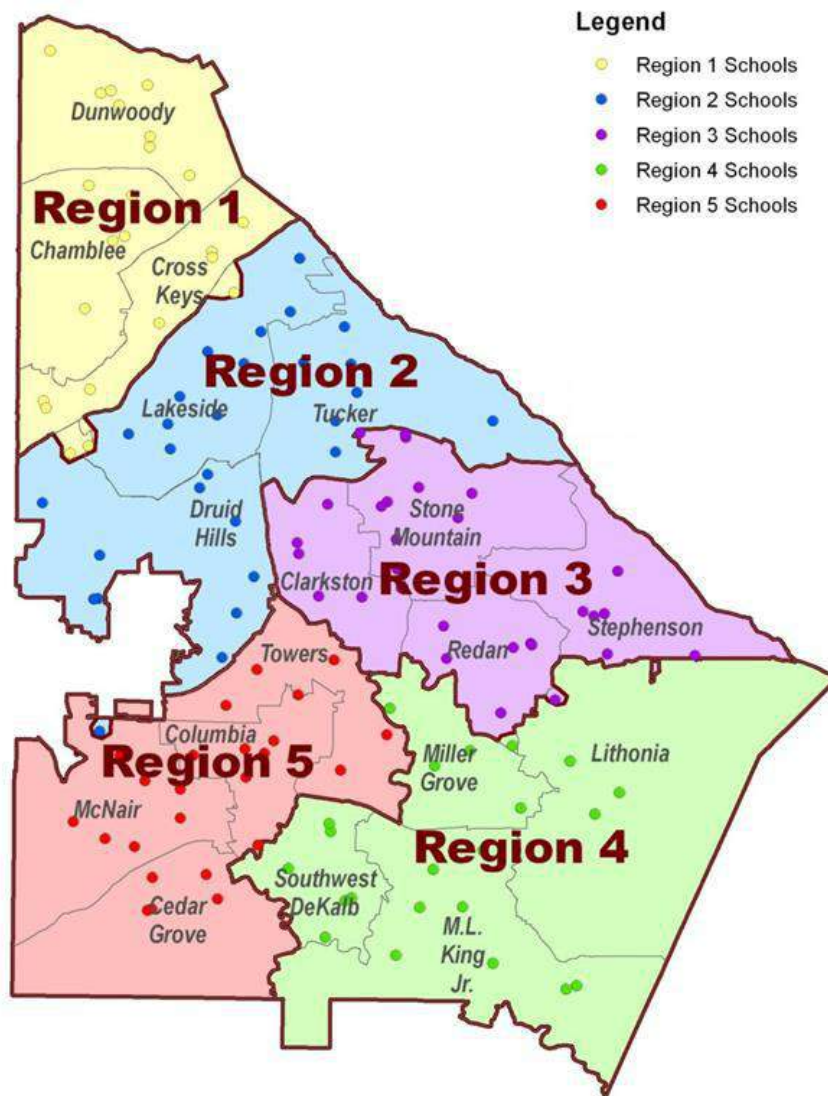 Legend
Region 1 Schools
Region 2 Schools
Region 3 Schools
Region 4 Schools
Region 5 Schools
Dunwoody
Region 1
Chamblee
Cross
Keys
Region 2
Lakeside
Tucker
Druid
Hills
Stone
Mountain
Clarkston
Region 3
Redan
Stephenson
Towers
Columbia
Region 5
McNair
Cedar
Grove
Miller
Grove
Lithonia
Region 4
Southwest
DeKalb
M.L.
King
Jr.